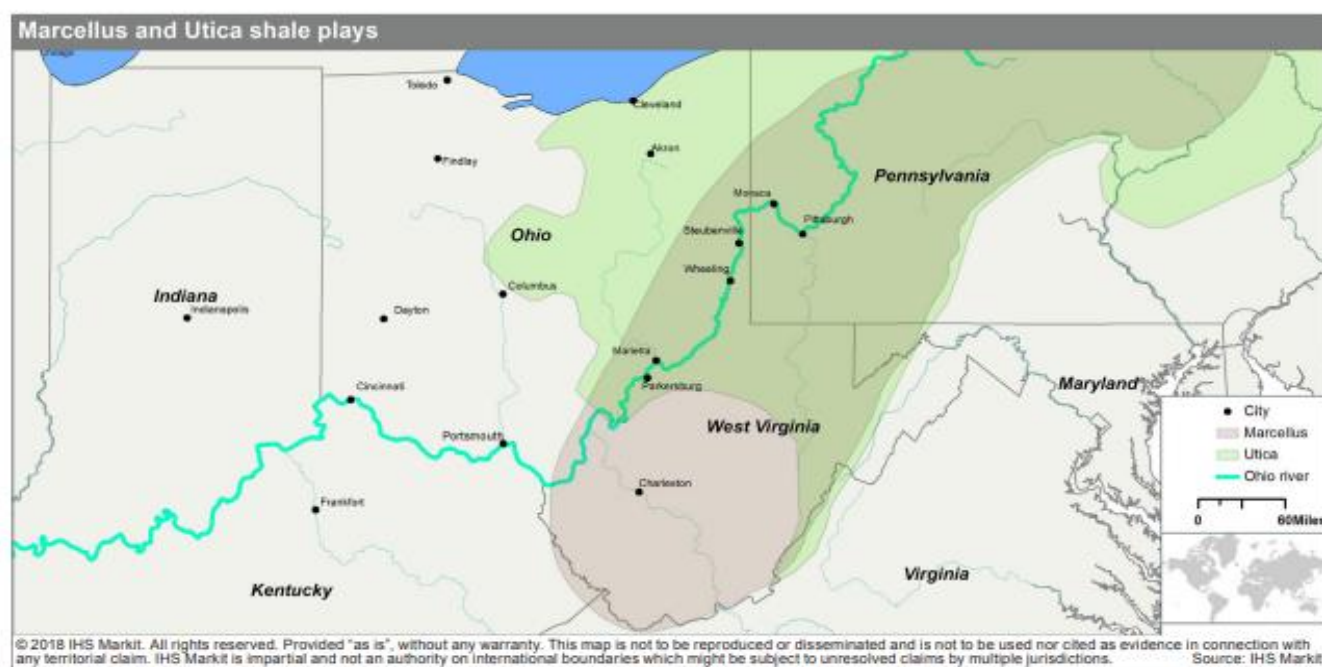 Marcellus and Utica shale plays
Toledo
Cleveland
Akron
Findlay
Pennsylvania
Monaca
Pittsburgh
Ohio
Steubenville
Wheeling
Columbus
Indiana
Indianapolis
Dayton
Marietta
Parkersburg
Maryland
Cincinnati
West Virginia
Portsmouth
Charleston
Frankfort
Virginia
Kentucky
City
Marcellus
Utica
Ohio river
0 60Miles
© 2018 IHS Markit. All rights reserved. Provided "as is", without any warranty. This map is not to be reproduced or disseminated and is not to be used nor cited as evidence in connection with
any territorial claim. IHS Markit is impartial and not an authority on international boundaries which might be subject to unresolved claims by multiple jurisdictions. Source: IHS Markit